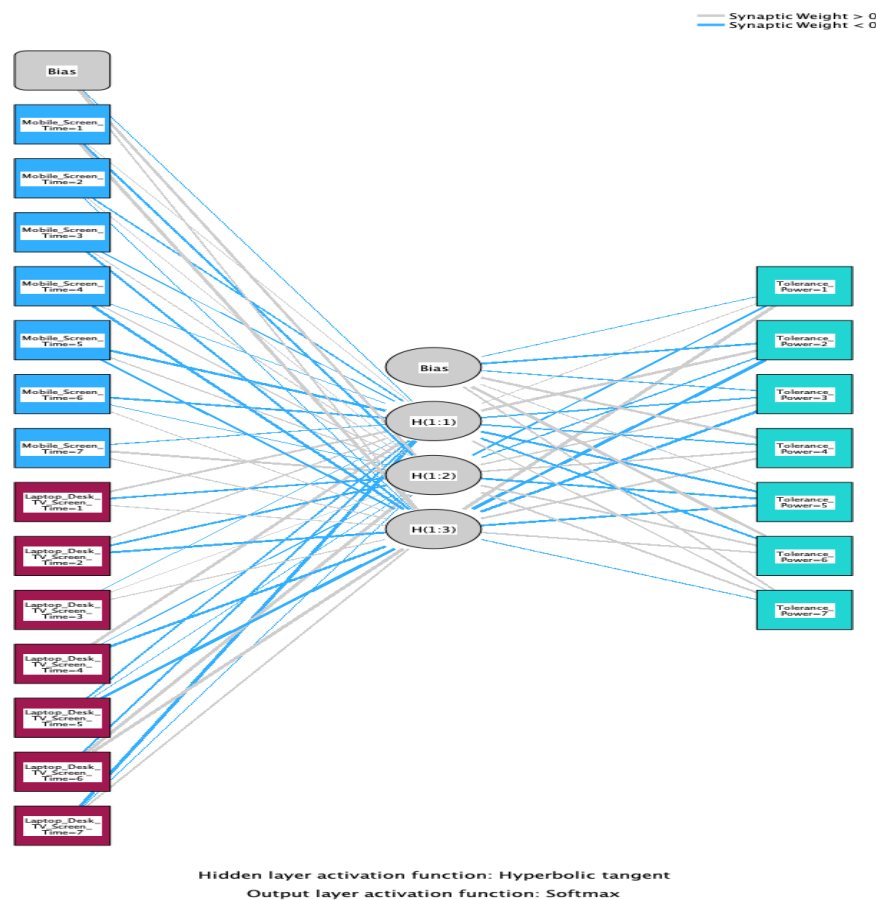 Synaptic Weight > 0
Synaptic Weight < 0
Bias
Mobile_Screen_
Time=1
Mobile_Screen_
Time=2
Mobile_Screen_
Time=3
Mobile_Screen_
Time=4
Mobile_Screen_
Time=5
Mobile_Screen_
Time=6
Mobile_Screen_
Time=7
Laptop_Desk_
TV_Screen_
Time=1
Laptop_Desk_
TV_Screen_
Time=2
Laptop_Desk_
TV_Screen_
Time=3
Laptop_Desk_
TV_Screen_
Time=4
Laptop_Desk_
TV_Screen_
Time=5
Laptop_Desk_
TV_Screen_
Time=6
Laptop_Desk_
TV_Screen_
Time=7
Bias
H(1:1)
H(1:2)
H(1:3)
Tolerance_
Power=1
Tolerance_
Power=2
Tolerance_
Power=3
Tolerance_
Power=4
Tolerance_
Power=5
Tolerance_
Power=6
Tolerance_
Power=7
Hidden layer activation function: Hyperbolic tangent
Output layer activation function: Softmax